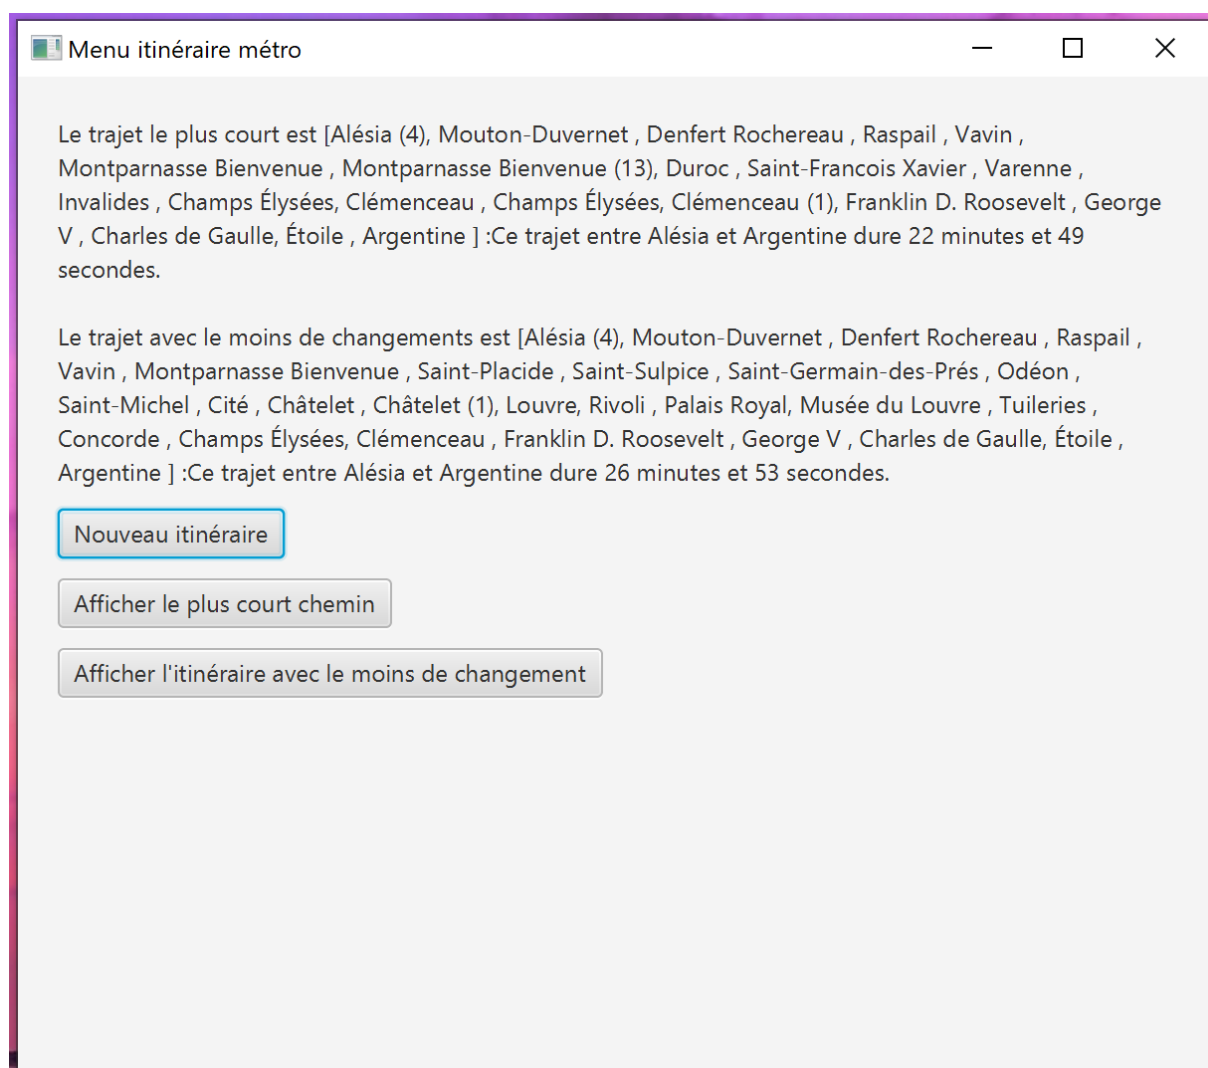 Menu itinéraire métro
Le trajet le plus court est [Alésia (4), Mouton-Duvernet , Denfert Rochereau , Raspail , Vavin ,
Montparnasse Bienvenue , Montparnasse Bienvenue (13), Duroc , Saint-Francois Xavier , Varenne ,
Invalides , Champs Élysées, Clémenceau , Champs Élysées, Clémenceau (1), Franklin D. Roosevelt , George
V , Charles de Gaulle, Étoile , Argentine ] :Ce trajet entre Alésia et Argentine dure 22 minutes et 49
secondes.
Le trajet avec le moins de changements est [Alésia (4), Mouton-Duvernet , Denfert Rochereau , Raspail ,
Vavin , Montparnasse Bienvenue , Saint-Placide , Saint-Sulpice , Saint-Germain-des-Prés , Odéon ,
Saint-Michel , Cité , Châtelet , Châtelet (1), Louvre, Rivoli , Palais Royal, Musée du Louvre , Tuileries ,
Concorde , Champs Élysées, Clémenceau , Franklin D. Roosevelt , George V , Charles de Gaulle, Étoile ,
Argentine ] :Ce trajet entre Alésia et Argentine dure 26 minutes et 53 secondes.
Nouveau itinéraire
Afficher le plus court chemin
Afficher l'itinéraire avec le moins de changement